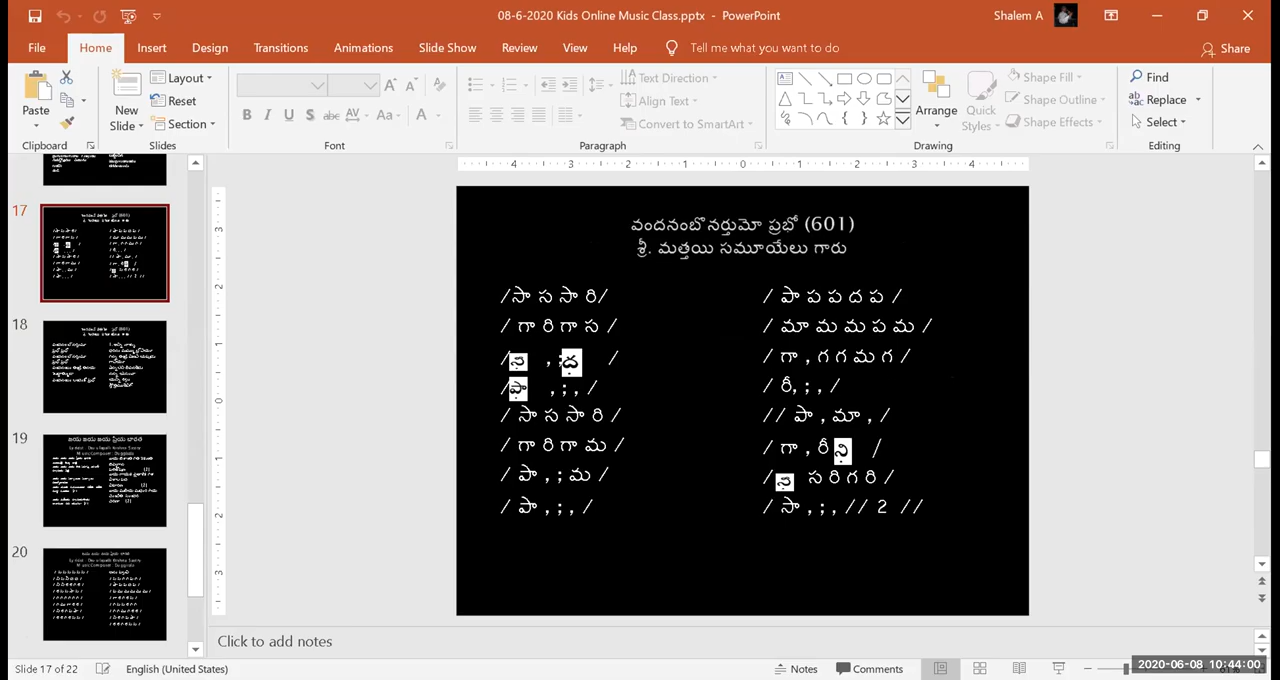 08-6-2020 Kids Online Music Class.pptx - PowerPoint
Shalem A
File Home Insert Design Transitions Animations Slide Show Review View Help Tell me what you want to do Share
Paste
Clipboard
New Slide
Layout
Reset
Section
Slides
Font
Text Direction
Align Text
Convert to SmartArt
Paragraph
Arrange
Quick Styles
Shape Fill
Shape Outline
Shape Effects
Drawing
Find
Replace
Select
Editing
17
18
19
20
వందనంబొనర్తుమో ప్రభో (601)
శ్రీ. మత్తయి సమూయేలు గారు
/సా స సా రి/
/ గా రి గా స /
/ని , ;ద /
/పా , ; , /
/ సా స సా రి /
/ గా రి గా మ /
/ పా , ; మ /
/ పా , ; , /
/ పా ప ప ద ప /
/ మా మ మ ప మ /
/ గా , గ గ మ గ /
/ రీ, ; , /
// పా , మా , /
/ గా , రీ ని /
/ ని స రి గ రి /
/ సా , ; , // 2 //
Click to add notes
Slide 17 of 22 English (United States) Notes Comments
2020-06-08 10:44:00